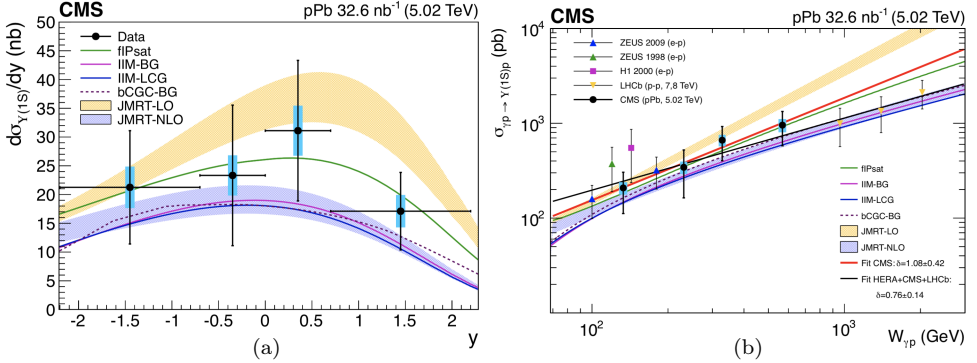 CMS
pPb 32.6 nb⁻¹ (5.02 TeV)
dσ_Υ(1S)/dy (nb)
50
45
40
35
30
25
20
15
10
5
0
Data
fIPsat
IIM-BG
IIM-LCG
bCGC-BG
JMRT-LO
JMRT-NLO
-2 -1.5 -1 -0.5 0 0.5 1 1.5 2
y
(a)
CMS
pPb 32.6 nb⁻¹ (5.02 TeV)
σ_γp→Υ(1S)p (pb)
10⁴
10³
10²
ZEUS 2009 (e-p)
ZEUS 1998 (e-p)
H1 2000 (e-p)
LHCb (p-p, 7,8 TeV)
CMS (pPb, 5.02 TeV)
fIPsat
IIM-BG
IIM-LCG
bCGC-BG
JMRT-LO
JMRT-NLO
Fit CMS: δ=1.08±0.42
Fit HERA+CMS+LHCb:
δ=0.76±0.14
10² 10³
W_γp (GeV)
(b)